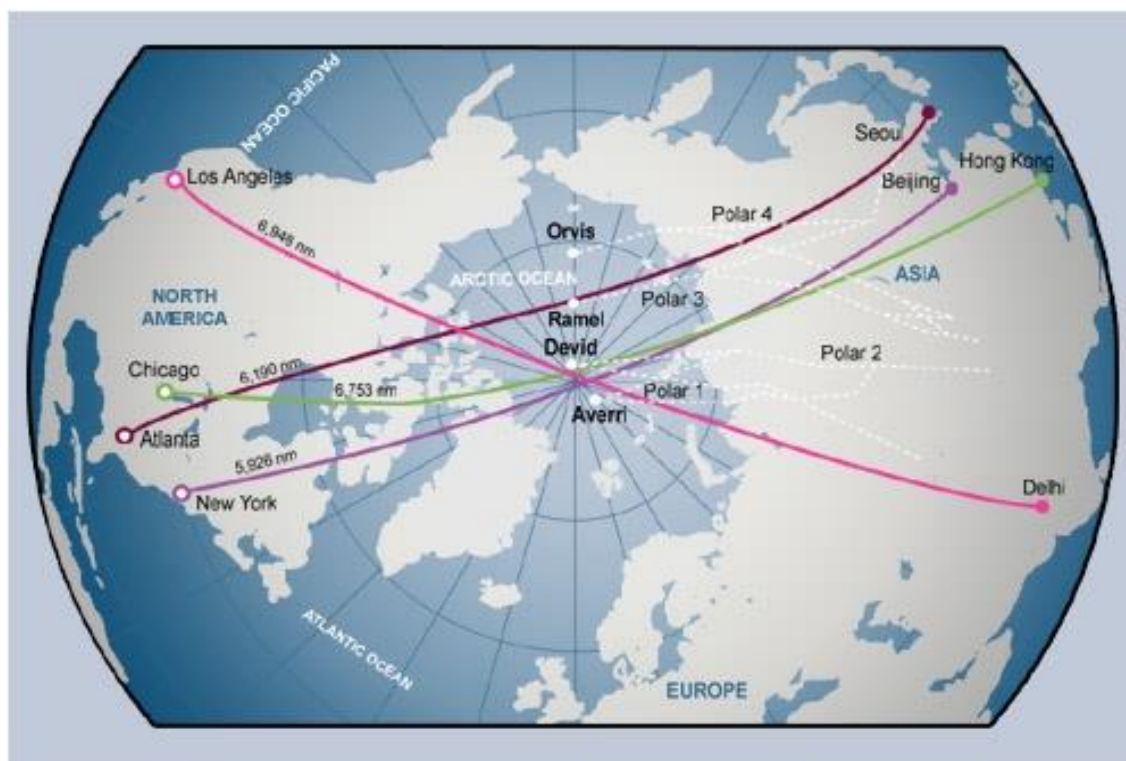 PACIFIC OCEAN
Seou
Hong Kong
Los Angeles
Beijing
Polar 4
6,948 nm
Orvis
ARCTIC OCEAN
ASIA
NORTH
AMERICA
Polar 3
Ramel
Devid
Polar 2
Chicago
6,190 nm
6,753 nm
Polar 1
Averri
Atlanta
5,926 nm
New York
Delhi
ATLANTIC OCEAN
EUROPE